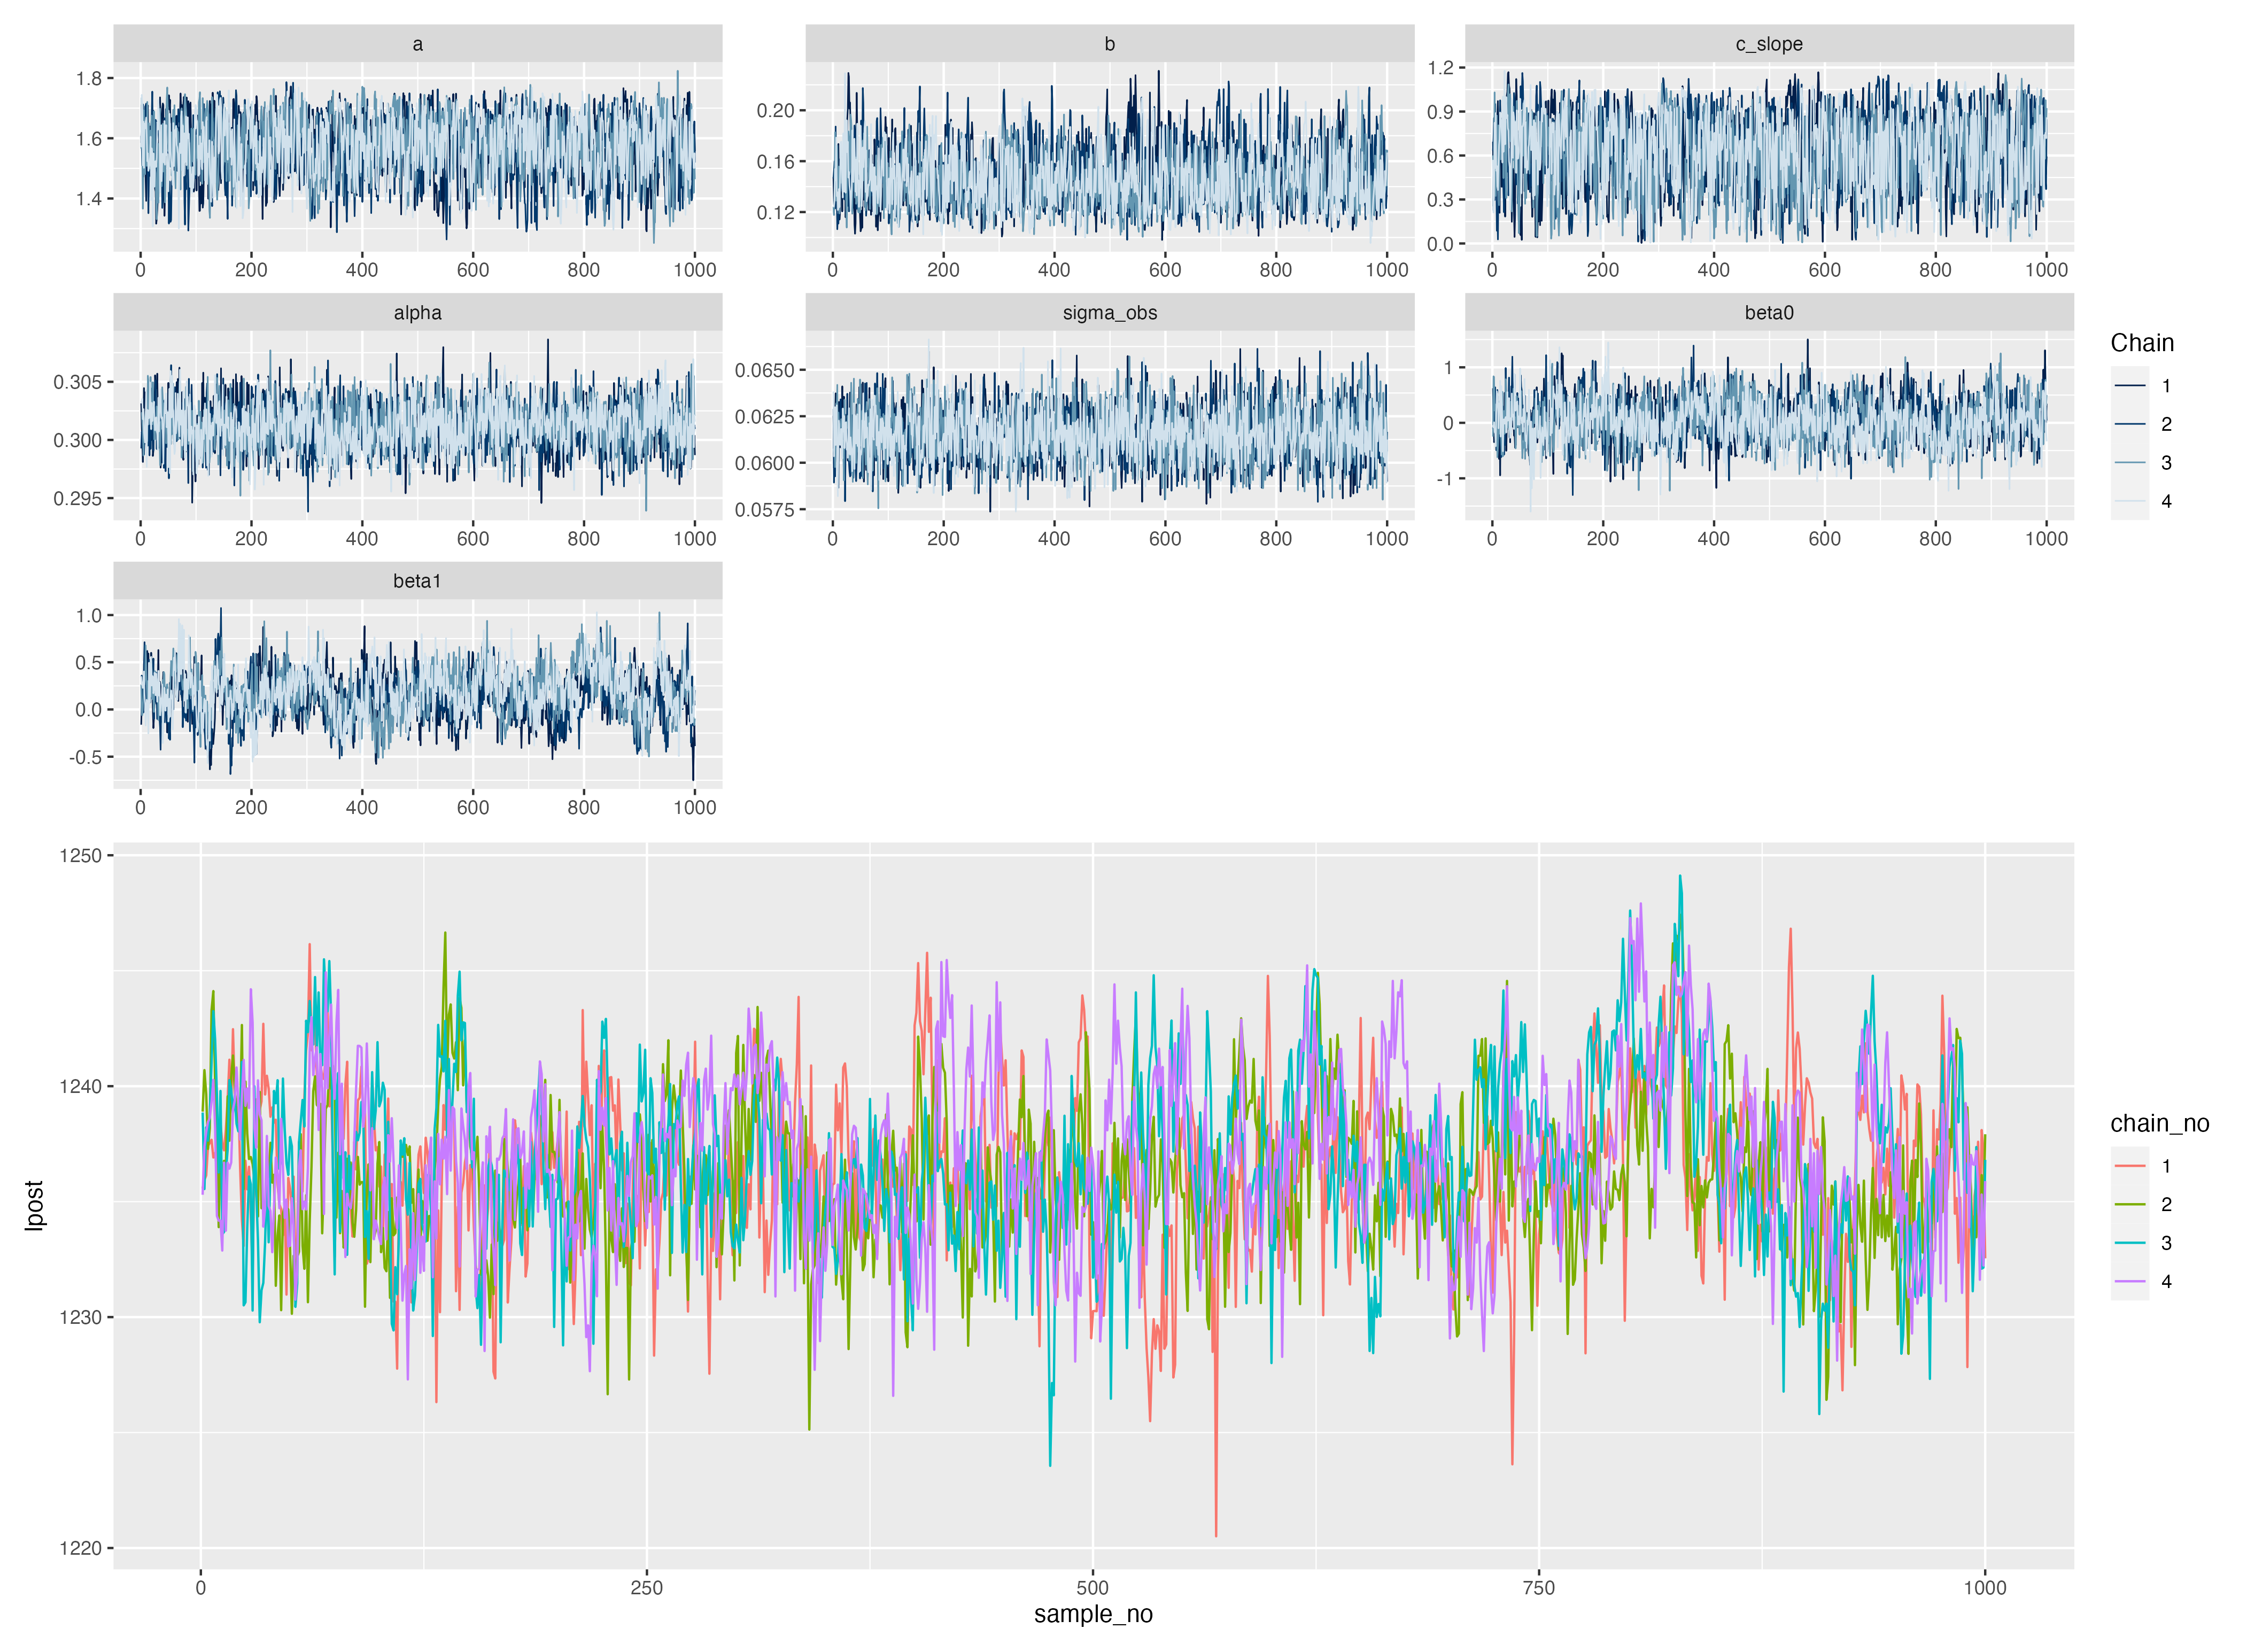 a
b
c_slope
1.8
1.6
1.4
0 200 400 600 800 1000
0.20
0.16
0.12
0 200 400 600 800 1000
1.2
0.9
0.6
0.3
0.0
0 200 400 600 800 1000
alpha
sigma_obs
beta0
0.305
0.300
0.295
0 200 400 600 800 1000
0.0650
0.0625
0.0600
0.0575
0 200 400 600 800 1000
1
0
-1
0 200 400 600 800 1000
Chain
1
2
3
4
beta1
1.0
0.5
0.0
-0.5
0 200 400 600 800 1000
1250
1240
1230
1220
lpost
0 250 500 750 1000
sample_no
chain_no
1
2
3
4